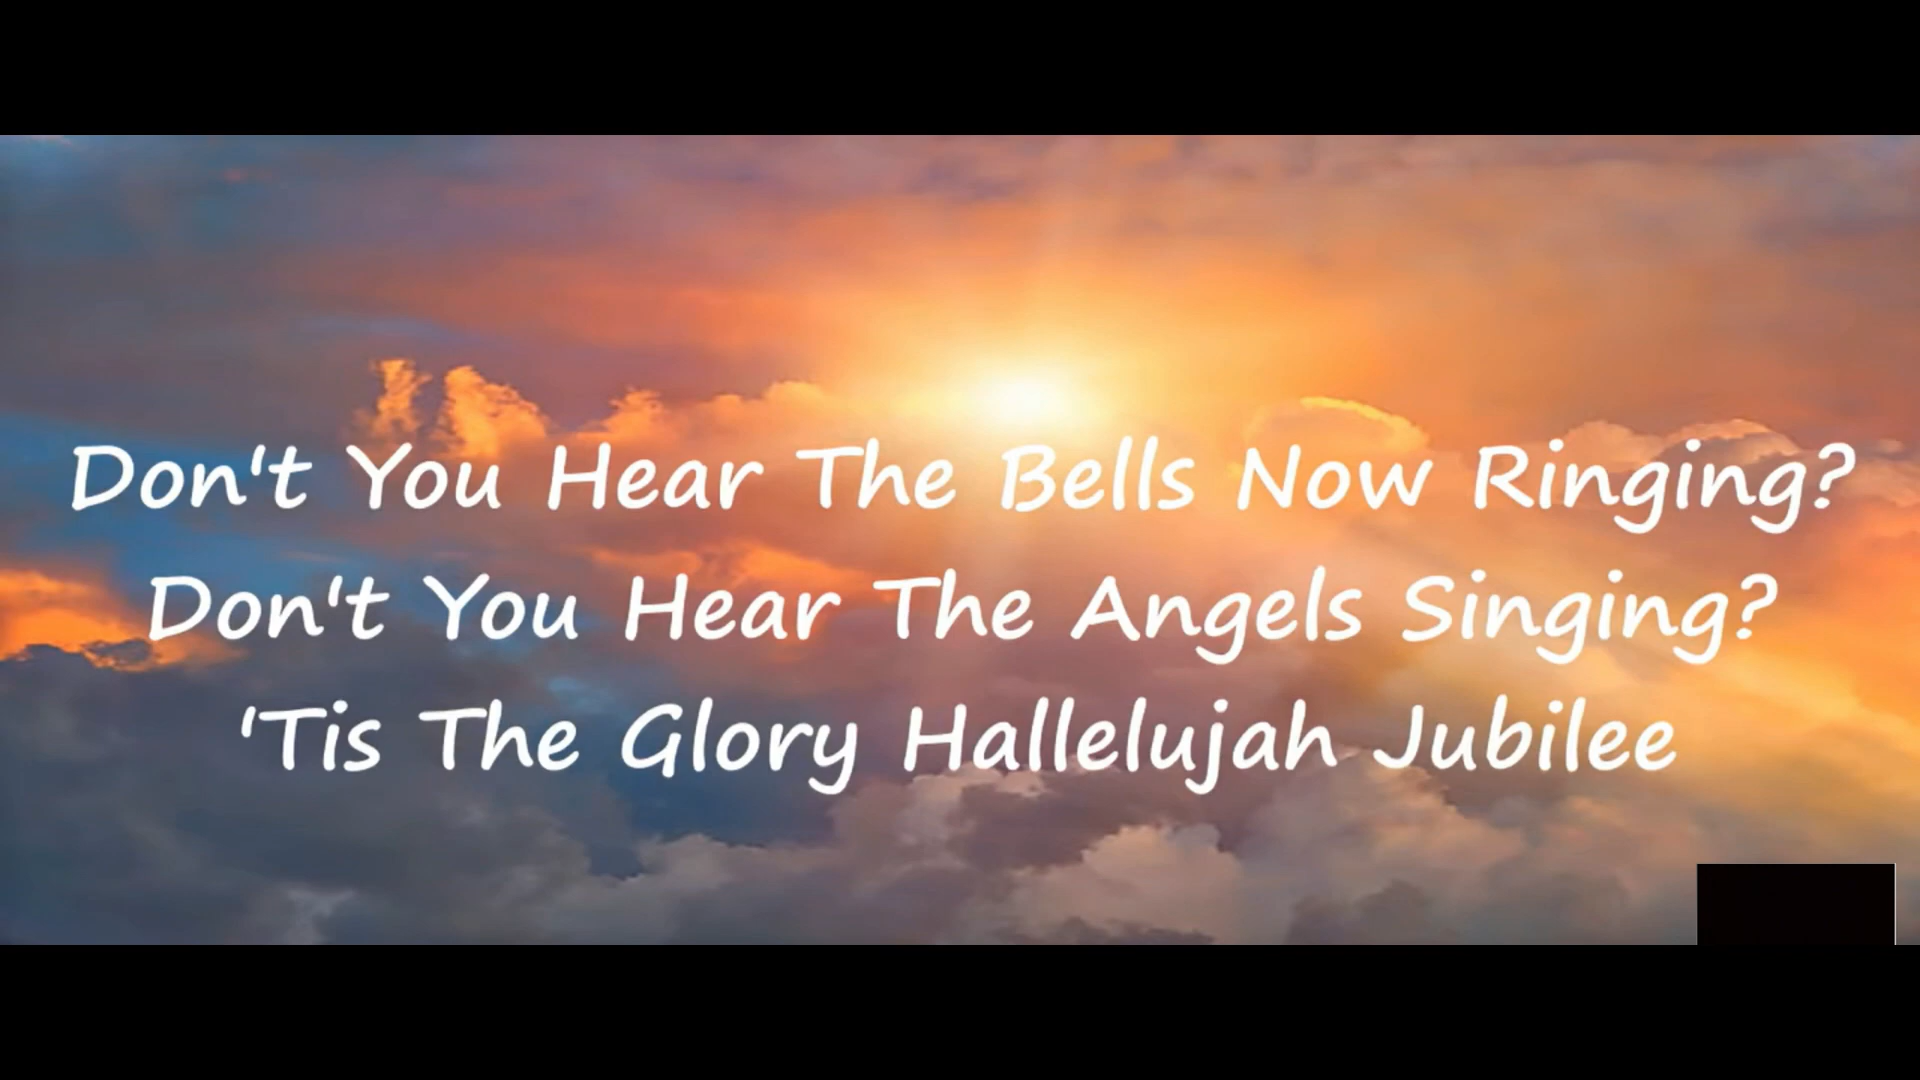 Don't You Hear The Bells Now Ringing?
Don't You Hear The Angels Singing?
'Tis The Glory Hallelujah Jubilee